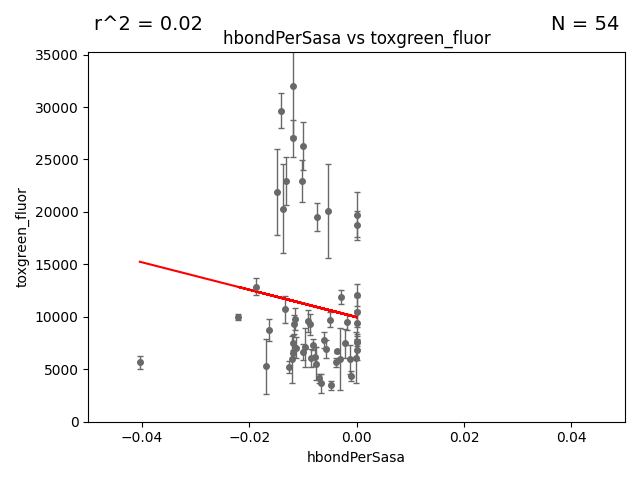 r^2 = 0.02
N = 54
hbondPerSasa vs toxgreen_fluor
35000
30000
25000
20000
15000
10000
5000
0
toxgreen_fluor
−0.04
−0.02
0.00
0.02
0.04
hbondPerSasa